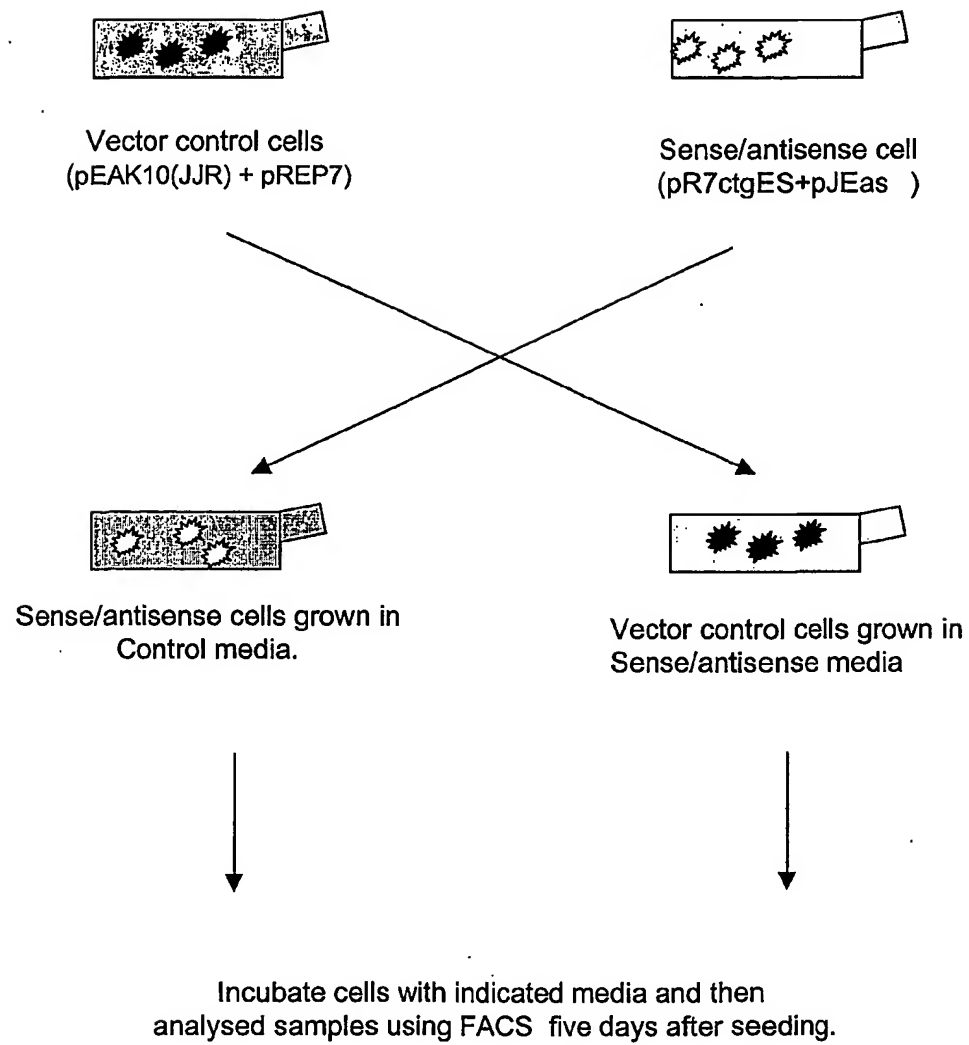 Vector control cells
(pEAK10(JJR) + pREP7)
Sense/antisense cell
(pR7ctgES+pJEas )
Sense/antisense cells grown in
Control media.
Vector control cells grown in
Sense/antisense media
Incubate cells with indicated media and then
analysed samples using FACS five days after seeding.